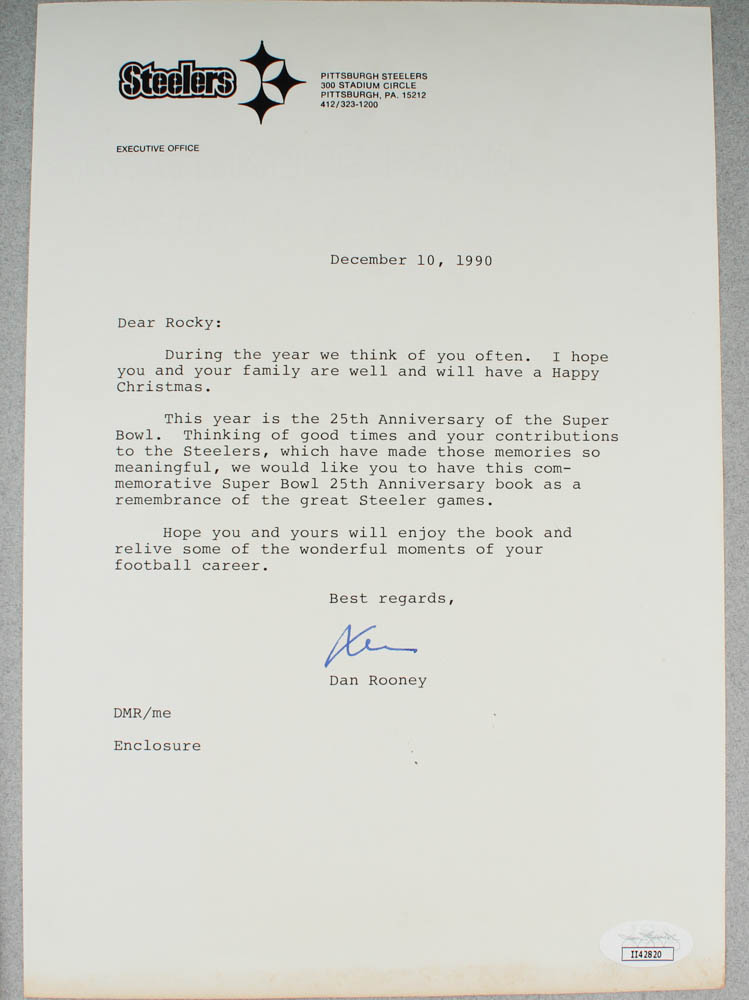 Steelers
PITTSBURGH STEELERS
300 STADIUM CIRCLE
PITTSBURGH, PA. 15212
412/323-1200
EXECUTIVE OFFICE
December 10, 1990
Dear Rocky:
During the year we think of you often. I hope
you and your family are well and will have a Happy
Christmas.
This year is the 25th Anniversary of the Super
Bowl. Thinking of good times and your contributions
to the Steelers, which have made those memories so
meaningful, we would like you to have this com-
memorative Super Bowl 25th Anniversary book as a
remembrance of the great Steeler games.
Hope you and yours will enjoy the book and
relive some of the wonderful moments of your
football career.
Best regards,
Dan Rooney
DMR/me
Enclosure
II42820